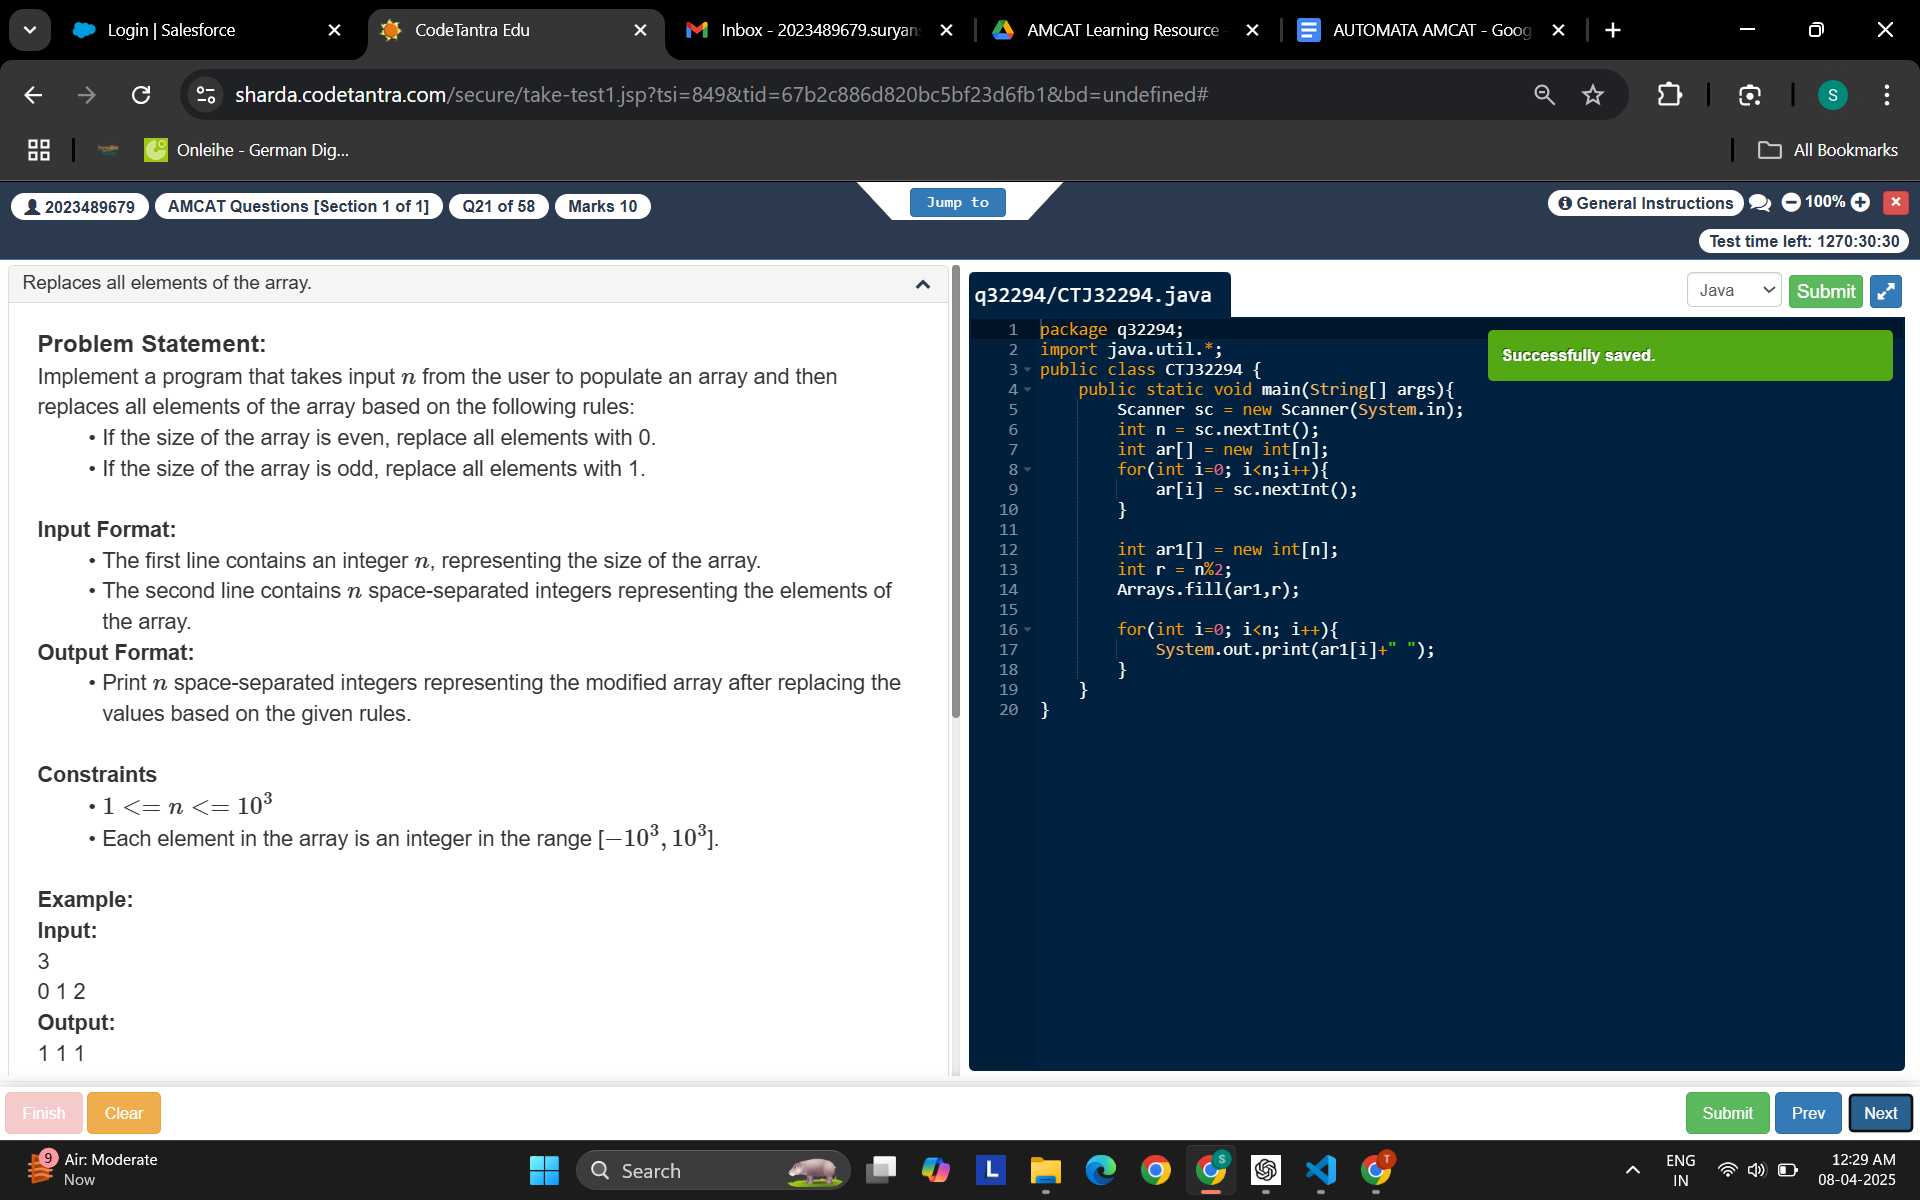 Login | Salesforce
CodeTantra Edu
Inbox - 2023489679.suryan
AMCAT Learning Resource
AUTOMATA AMCAT - Goog
sharda.codetantra.com/secure/take-test1.jsp?tsi=849&tid=67b2c886d820bc5bf23d6fb1&bd=undefined#
S
Onleihe - German Dig...
All Bookmarks
2023489679
AMCAT Questions [Section 1 of 1]
Q21 of 58
Marks 10
Jump to
General Instructions
100%
Test time left: 1270:30:30
Replaces all elements of the array.
Problem Statement:
Implement a program that takes input n from the user to populate an array and then
replaces all elements of the array based on the following rules:
• If the size of the array is even, replace all elements with 0.
• If the size of the array is odd, replace all elements with 1.
Input Format:
• The first line contains an integer n, representing the size of the array.
• The second line contains n space-separated integers representing the elements of
the array.
Output Format:
• Print n space-separated integers representing the modified array after replacing the
values based on the given rules.
Constraints
• 1 <= n <= 10³
• Each element in the array is an integer in the range [−10³, 10³].
Example:
Input:
3
0 1 2
Output:
1 1 1
q32294/CTJ32294.java
Java
Submit
Successfully saved.
1 package q32294;
2 import java.util.*;
3 public class CTJ32294 {
4 public static void main(String[] args){
5 Scanner sc = new Scanner(System.in);
6 int n = sc.nextInt();
7 int ar[] = new int[n];
8 for(int i=0; i<n;i++){
9 ar[i] = sc.nextInt();
10 }
11
12 int ar1[] = new int[n];
13 int r = n%2;
14 Arrays.fill(ar1,r);
15
16 for(int i=0; i<n; i++){
17 System.out.print(ar1[i]+" ");
18 }
19 }
20 }
Finish
Clear
Submit
Prev
Next
9
Air: Moderate
Now
Search
L
S
T
ENG
IN
12:29 AM
08-04-2025